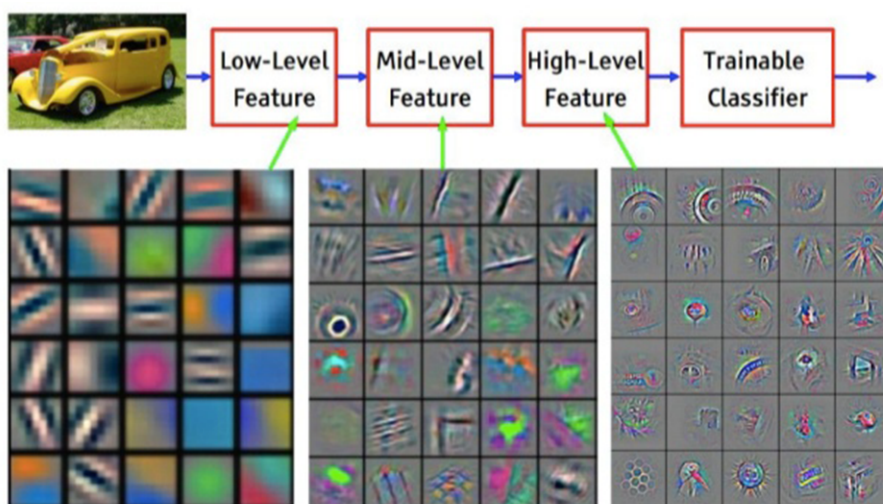 Low-Level
Feature
Mid-Level
Feature
High-Level
Feature
Trainable
Classifier